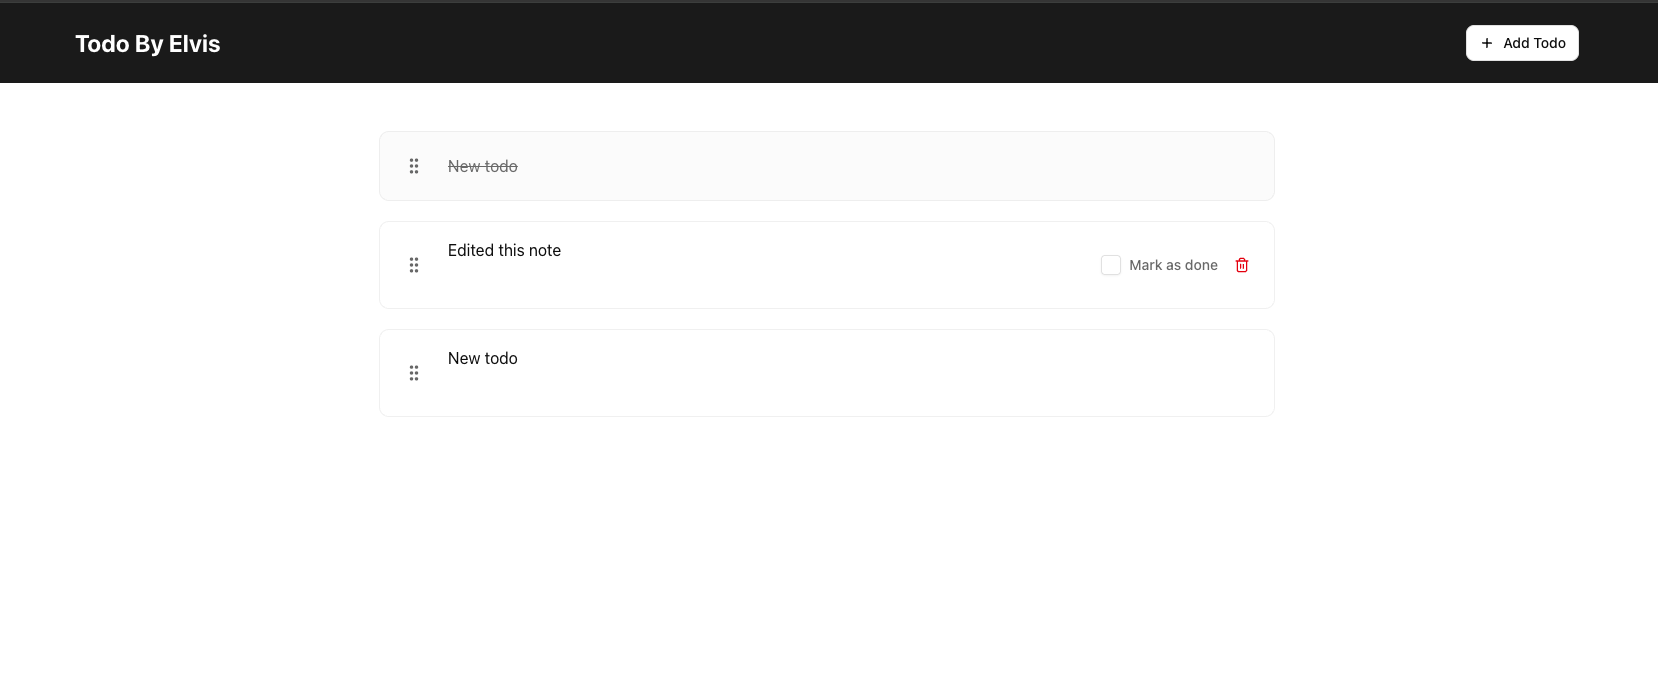 Todo By Elvis
Add Todo
New todo
Edited this note
Mark as done
New todo